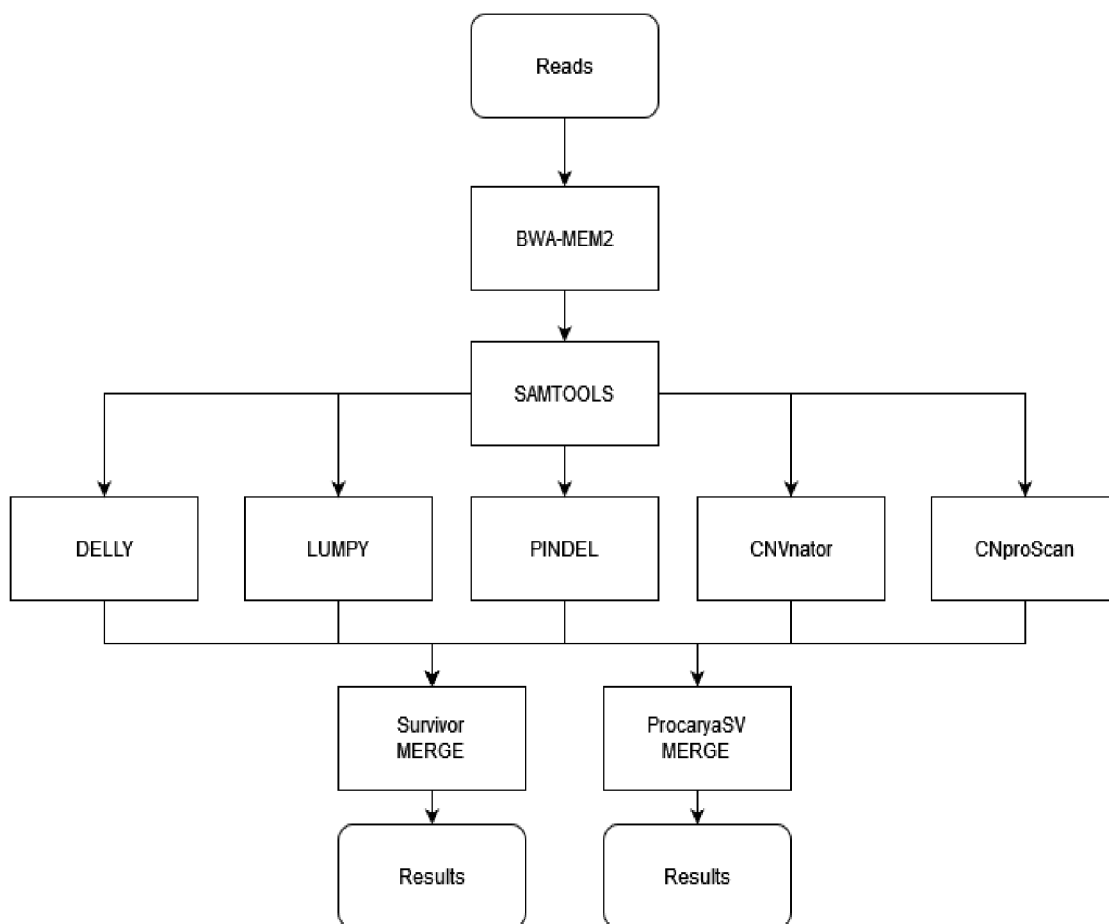 Reads
BWA-MEM2
SAMTOOLS
DELLY
LUMPY
PINDEL
CNVnator
CNproScan
Survivor
MERGE
ProcaryaSV
MERGE
Results
Results